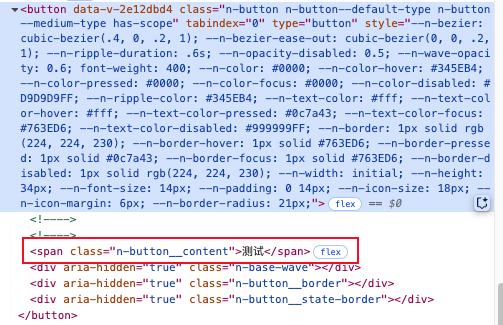 <button data-v-2e12dbd4 class="n-button n-button--default-type n-button
--medium-type has-scope" tabindex="0" type="button" style="--n-bezier:
cubic-bezier(.4, 0, .2, 1); --n-bezier-ease-out: cubic-bezier(0, 0, .2,
1); --n-ripple-duration: .6s; --n-opacity-disabled: 0.5; --n-wave-opac
ity: 0.6; font-weight: 400; --n-color: #0000; --n-color-hover: #345EB4;
--n-color-pressed: #0000; --n-color-focus: #0000; --n-color-disabled: #
D9D9D9FF; --n-ripple-color: #345EB4; --n-text-color: #fff; --n-text-col
or-hover: #fff; --n-text-color-pressed: #0c7a43; --n-text-color-focus:
#763ED6; --n-text-color-disabled: #999999FF; --n-border: 1px solid rgb
(224, 224, 230); --n-border-hover: 1px solid #763ED6; --n-border-presse
d: 1px solid #0c7a43; --n-border-focus: 1px solid #763ED6; --n-border-d
isabled: 1px solid rgb(224, 224, 230); --n-width: initial; --n-height:
34px; --n-font-size: 14px; --n-padding: 0 14px; --n-icon-size: 18px; --
n-icon-margin: 6px; --n-border-radius: 21px;"> flex == $0
<!---->
<!---->
<span class="n-button__content">测试</span> flex
<div aria-hidden="true" class="n-base-wave"></div>
<div aria-hidden="true" class="n-button__border"></div>
<div aria-hidden="true" class="n-button__state-border"></div>
</button>